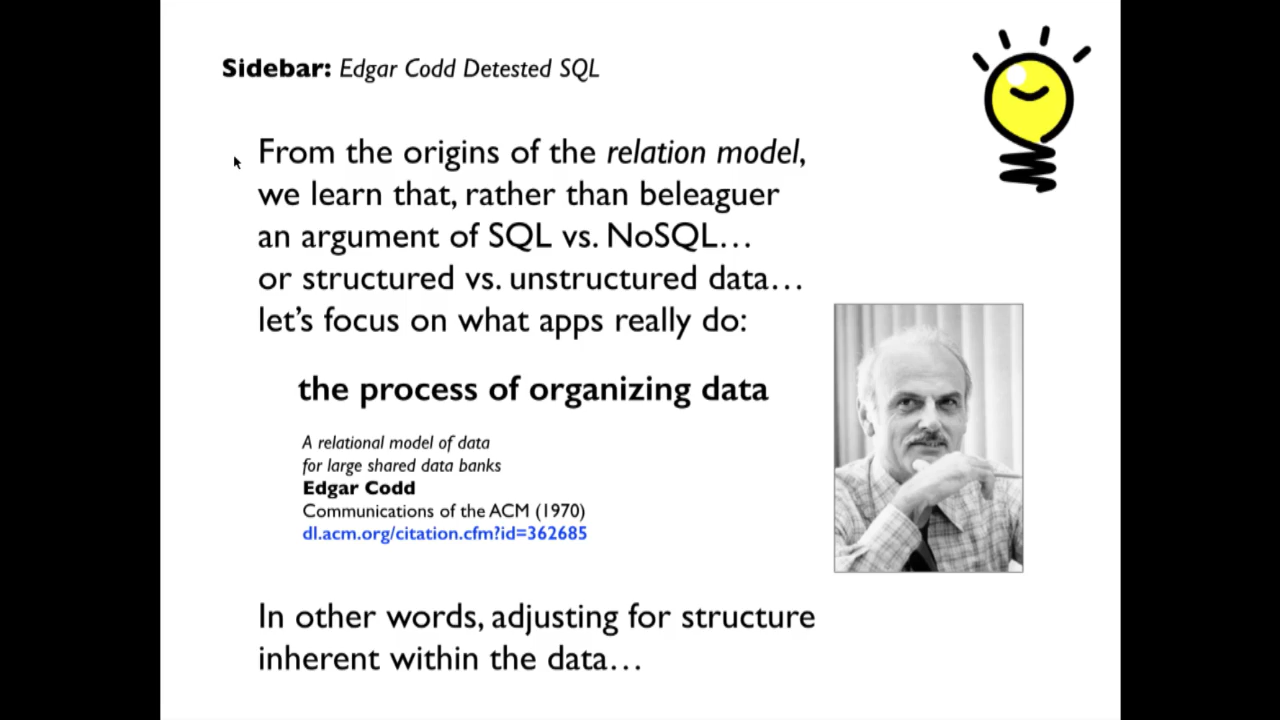 Sidebar: Edgar Codd Detested SQL
From the origins of the relation model,
we learn that, rather than beleaguer
an argument of SQL vs. NoSQL…
or structured vs. unstructured data…
let’s focus on what apps really do:
the process of organizing data
A relational model of data
for large shared data banks
Edgar Codd
Communications of the ACM (1970)
dl.acm.org/citation.cfm?id=362685
In other words, adjusting for structure
inherent within the data…